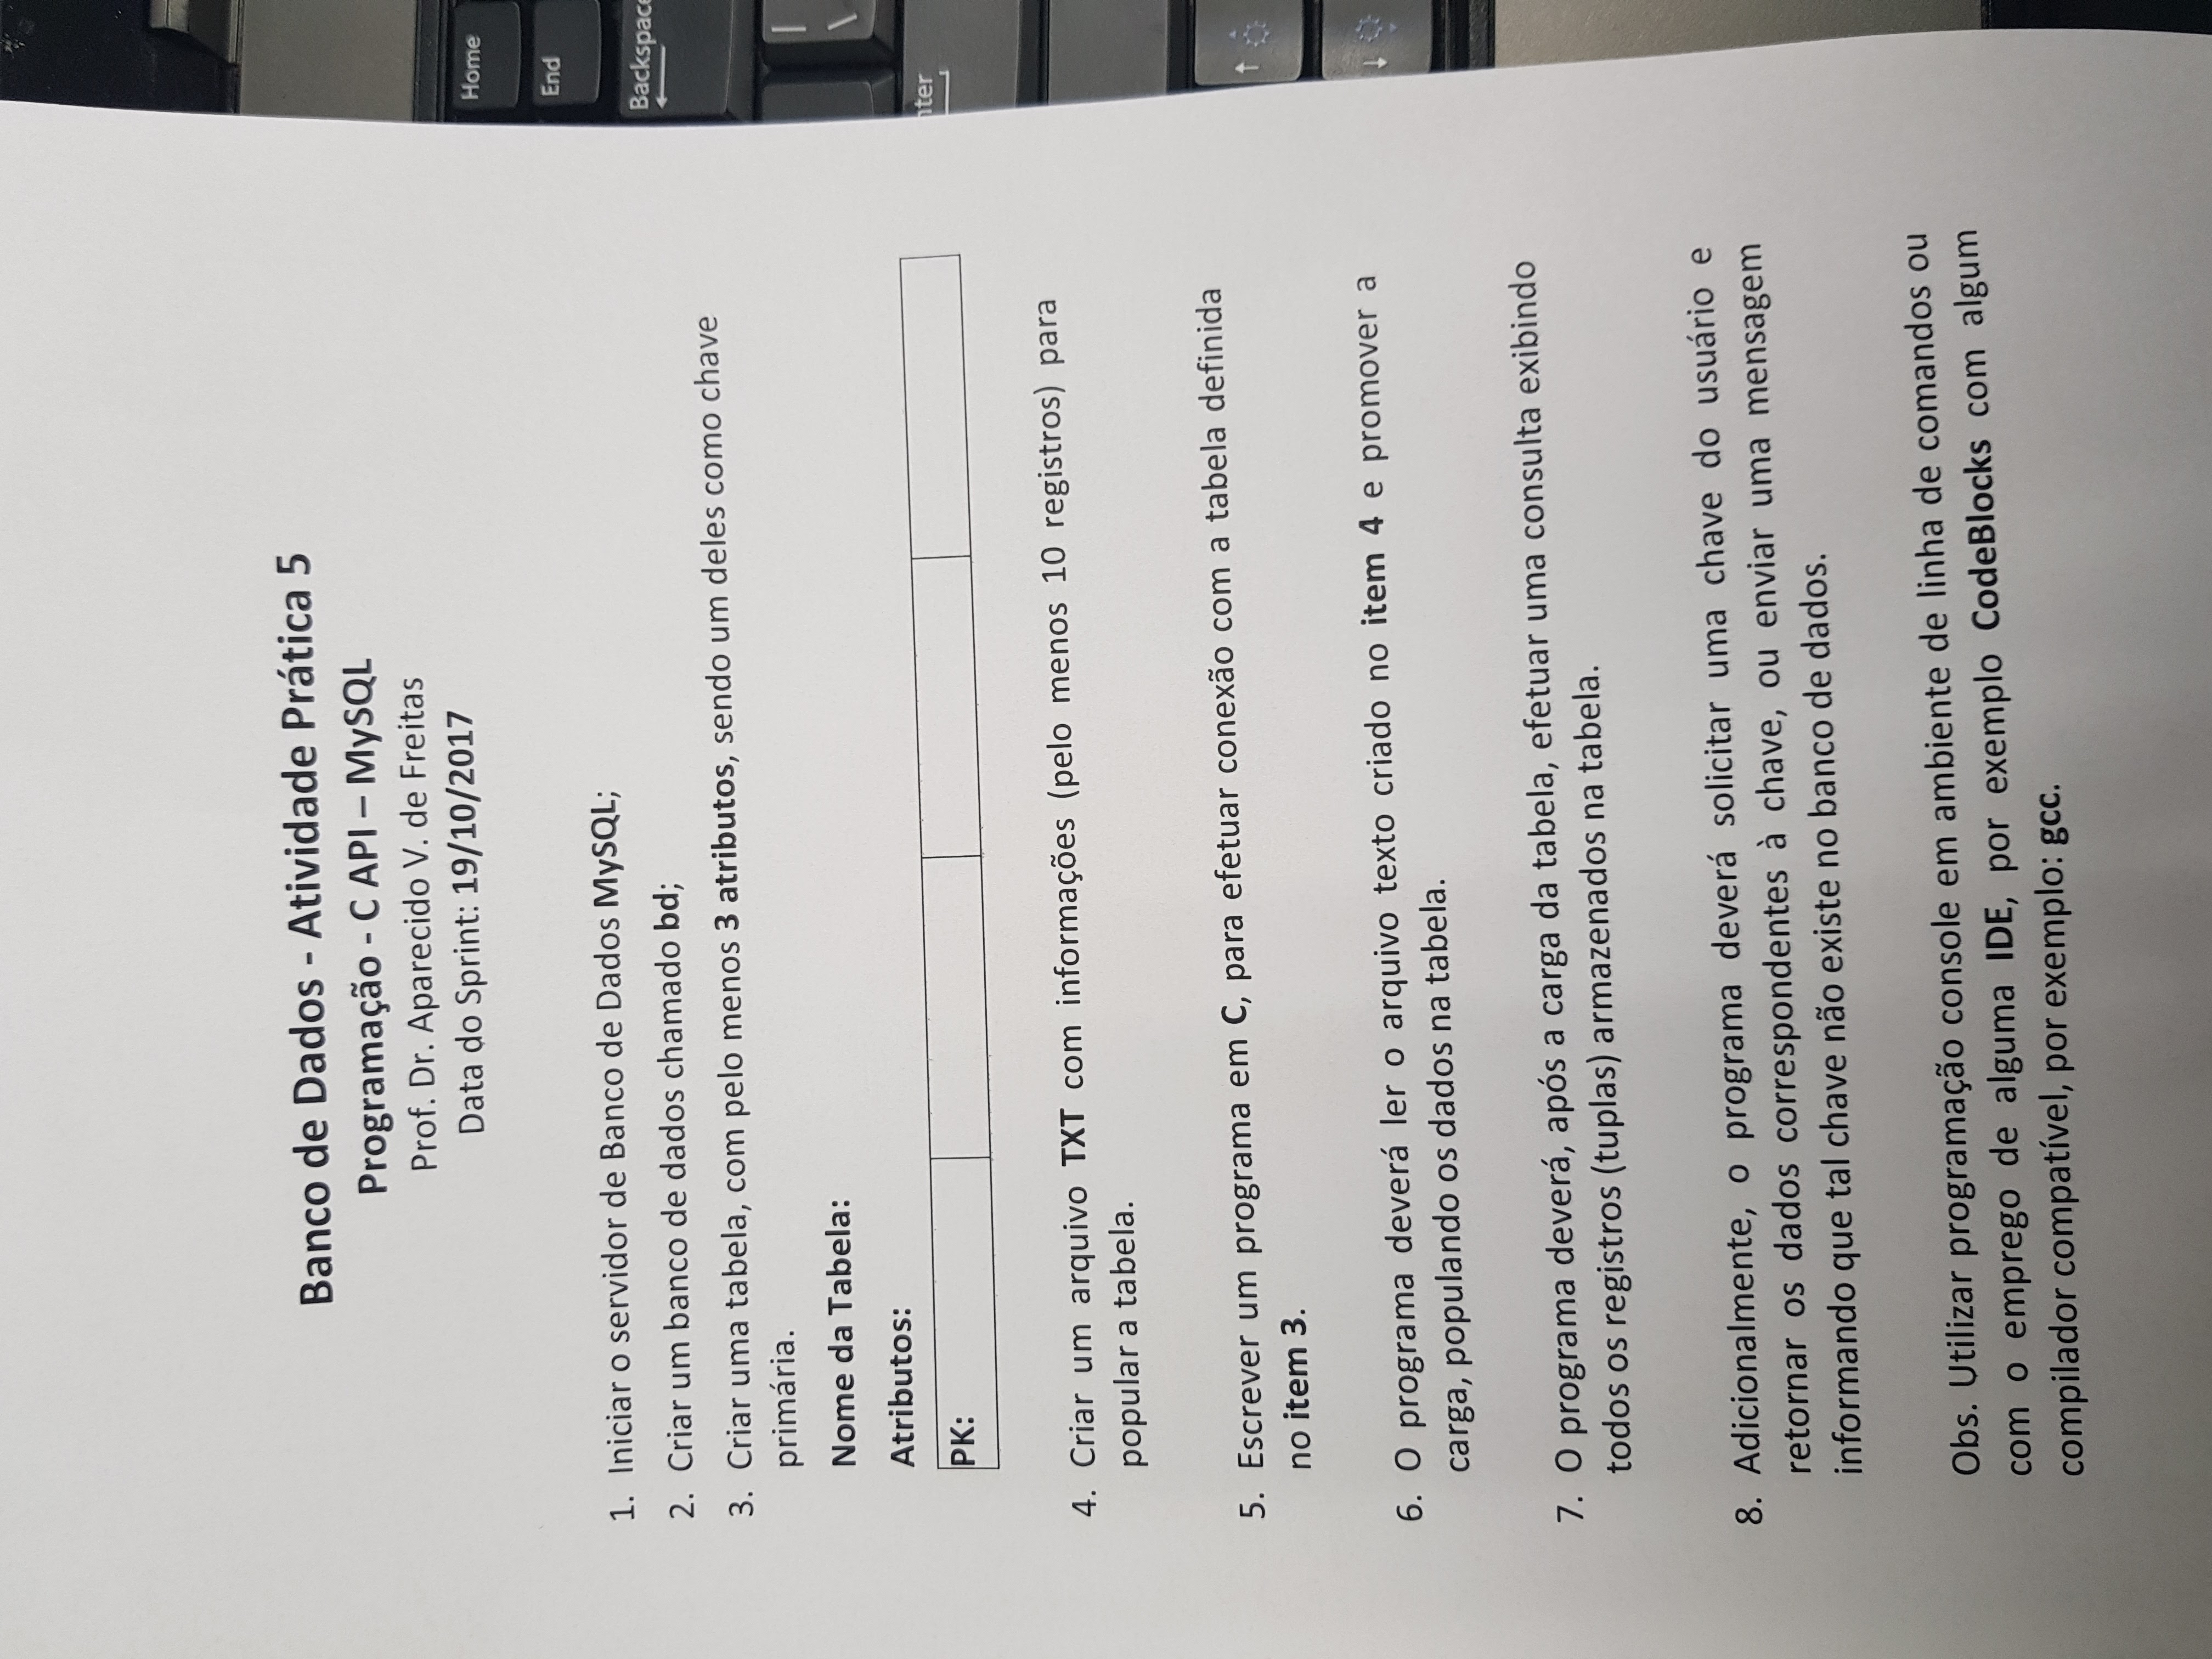 Banco de Dados - Atividade Prática 5
Programação - C API – MySQL
Prof. Dr. Aparecido V. de Freitas
Data do Sprint: 19/10/2017
1. Iniciar o servidor de Banco de Dados MySQL;
2. Criar um banco de dados chamado bd;
3. Criar uma tabela, com pelo menos 3 atributos, sendo um deles como chave
primária.
Nome da Tabela:
Atributos:
PK:
4. Criar um arquivo TXT com informações (pelo menos 10 registros) para
popular a tabela.
5. Escrever um programa em C, para efetuar conexão com a tabela definida
no item 3.
6. O programa deverá ler o arquivo texto criado no item 4 e promover a
carga, populando os dados na tabela.
7. O programa deverá, após a carga da tabela, efetuar uma consulta exibindo
todos os registros (tuplas) armazenados na tabela.
8. Adicionalmente, o programa deverá solicitar uma chave do usuário e
retornar os dados correspondentes à chave, ou enviar uma mensagem
informando que tal chave não existe no banco de dados.
Obs. Utilizar programação console em ambiente de linha de comandos ou
com o emprego de alguma IDE, por exemplo CodeBlocks com algum
compilador compatível, por exemplo: gcc.
Home
End
Backspace
|
\
nter